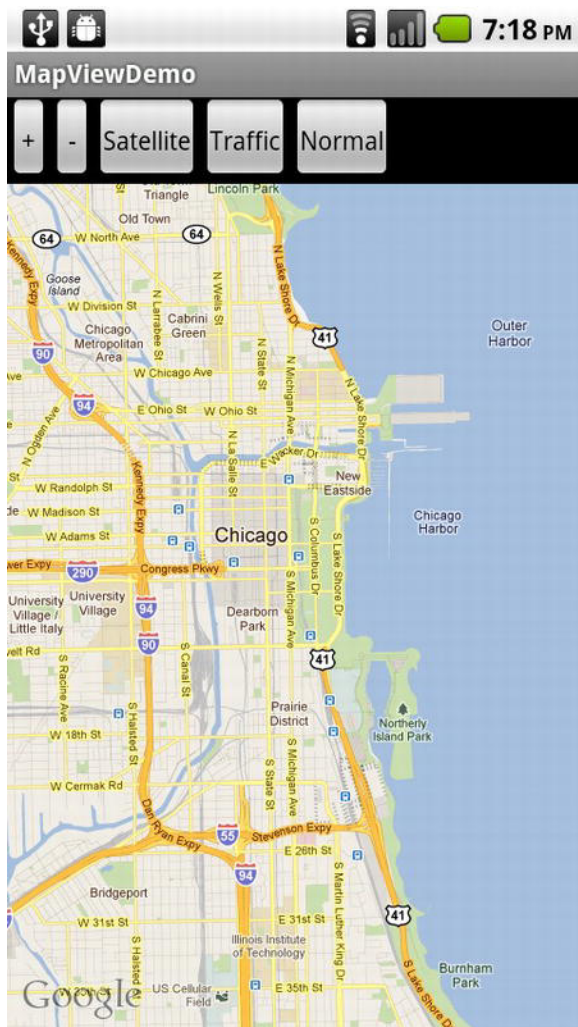 7:18 PM
MapViewDemo
+ - Satellite Traffic Normal
Triangle
Lincoln Park
Old Town
64
W North Ave
64
Kennedy Expy
Goose
Island
N Lake Shore Dr
W Division St
N Larrabee St
N Wells St
Cabrini
Green
Chicago
Metropolitan
Area
Outer
Harbor
41
N State St
N Michigan Ave
90
W Chicago Ave
N Lake Shore Dr
94
E Ohio St
W Ohio St
N Ogden Ave
Kennedy Expy
N La Salle St
E Wacker Dr
New
Eastside
W Randolph St
W Madison St
W Adams St
Chicago
Harbor
Chicago
S Columbus Dr
S Lake Shore Dr
290
Congress Pkwy
S Michigan Ave
University
Village /
Little Italy
University
Village
94
Dearborn
Park
90
S Racine Ave
S Canal St
41
S Halsted St
Prairie
District
Northerly
Island Park
W 18th St
S State St
S Michigan Ave
W Cermak Rd
Dan Ryan Expy
55
Stevenson Expy
E 26th St
94
S Martin Luther King Dr
Bridgeport
W 31st St
E 31st St
41
S Halsted St
Illinois Institute
of Technology
Burnham
Park
S Lake Shore Dr
Google
W 35th St
US Cellular
Field
E 35th St